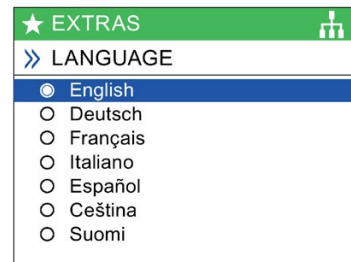 EXTRAS
LANGUAGE
English
Deutsch
Français
Italiano
Español
Ceština
Suomi